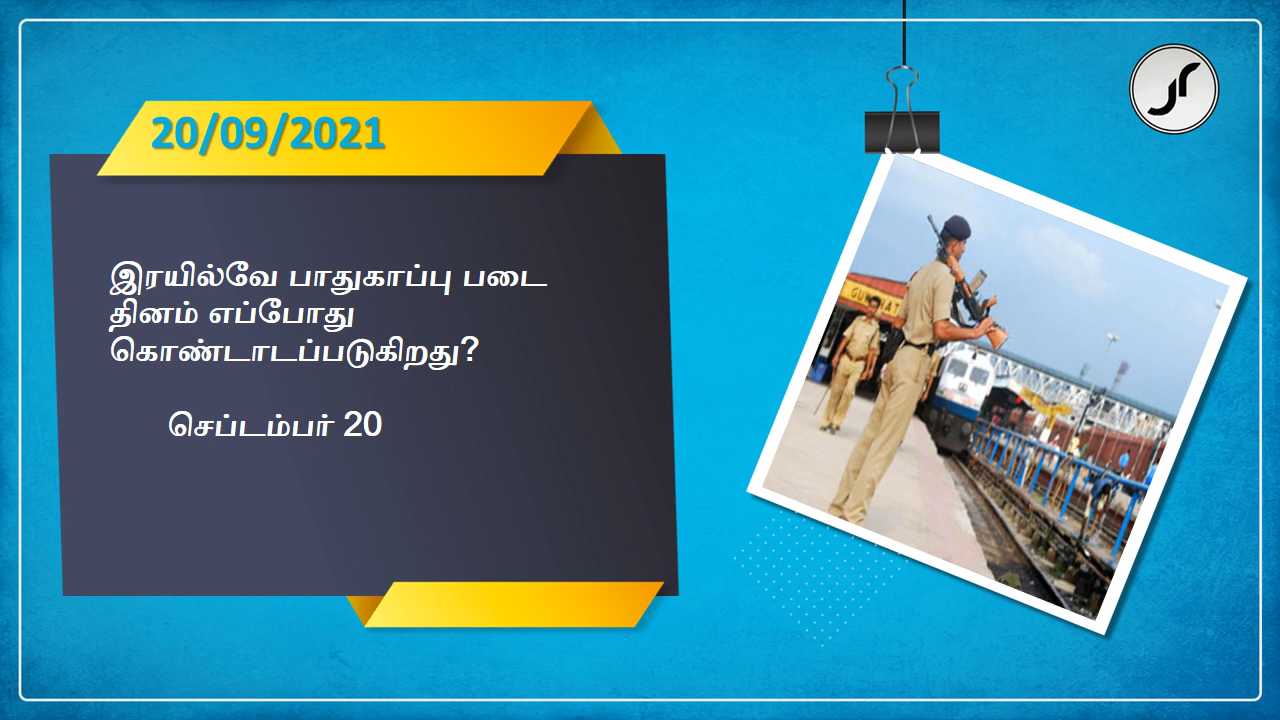 20/09/2021
இரயில்வே பாதுகாப்பு படை
தினம் எப்போது
கொண்டாடப்படுகிறது?
செப்டம்பர் 20